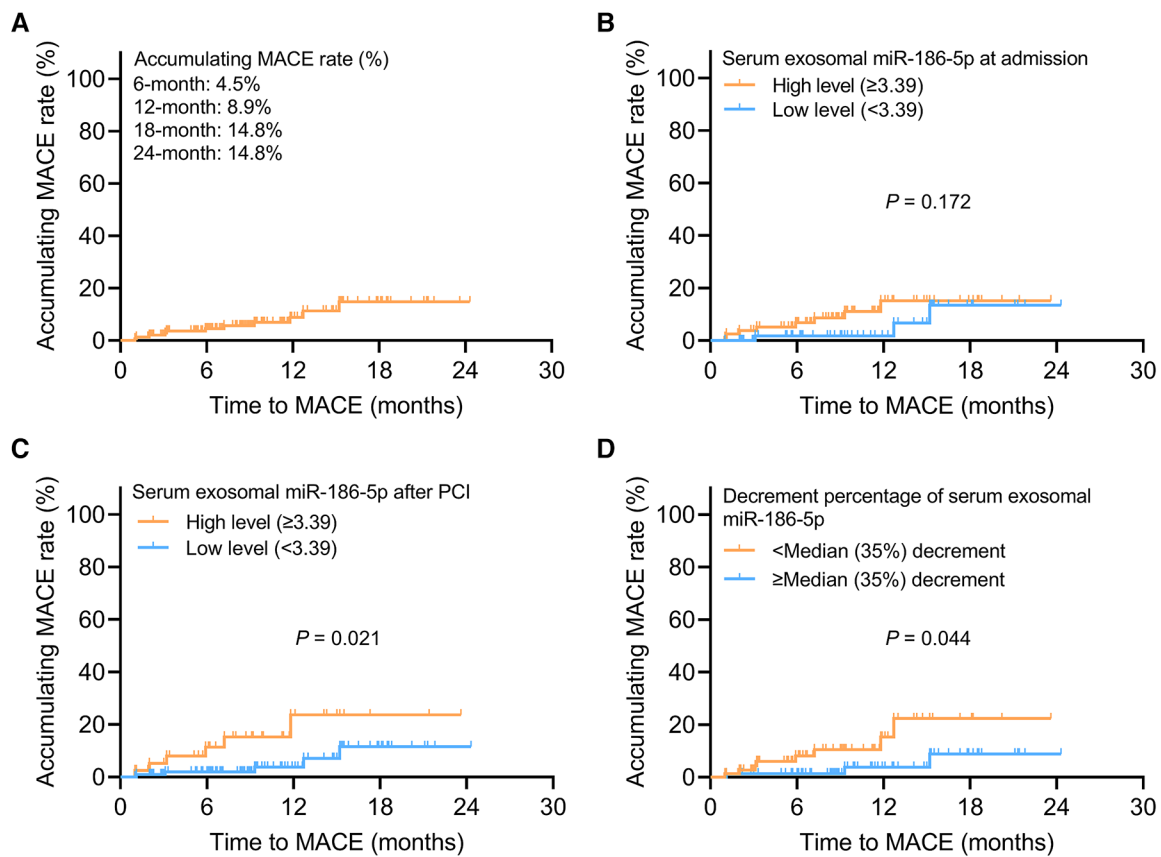 A
Accumulating MACE rate (%)
100
80
60
40
20
0
Accumulating MACE rate (%)
6-month: 4.5%
12-month: 8.9%
18-month: 14.8%
24-month: 14.8%
0 6 12 18 24 30
Time to MACE (months)
B
Accumulating MACE rate (%)
100
80
60
40
20
0
Serum exosomal miR-186-5p at admission
High level (≥3.39)
Low level (<3.39)
P = 0.172
0 6 12 18 24 30
Time to MACE (months)
C
Accumulating MACE rate (%)
100
80
60
40
20
0
Serum exosomal miR-186-5p after PCI
High level (≥3.39)
Low level (<3.39)
P = 0.021
0 6 12 18 24 30
Time to MACE (months)
D
Accumulating MACE rate (%)
100
80
60
40
20
0
Decrement percentage of serum exosomal
miR-186-5p
<Median (35%) decrement
≥Median (35%) decrement
P = 0.044
0 6 12 18 24 30
Time to MACE (months)